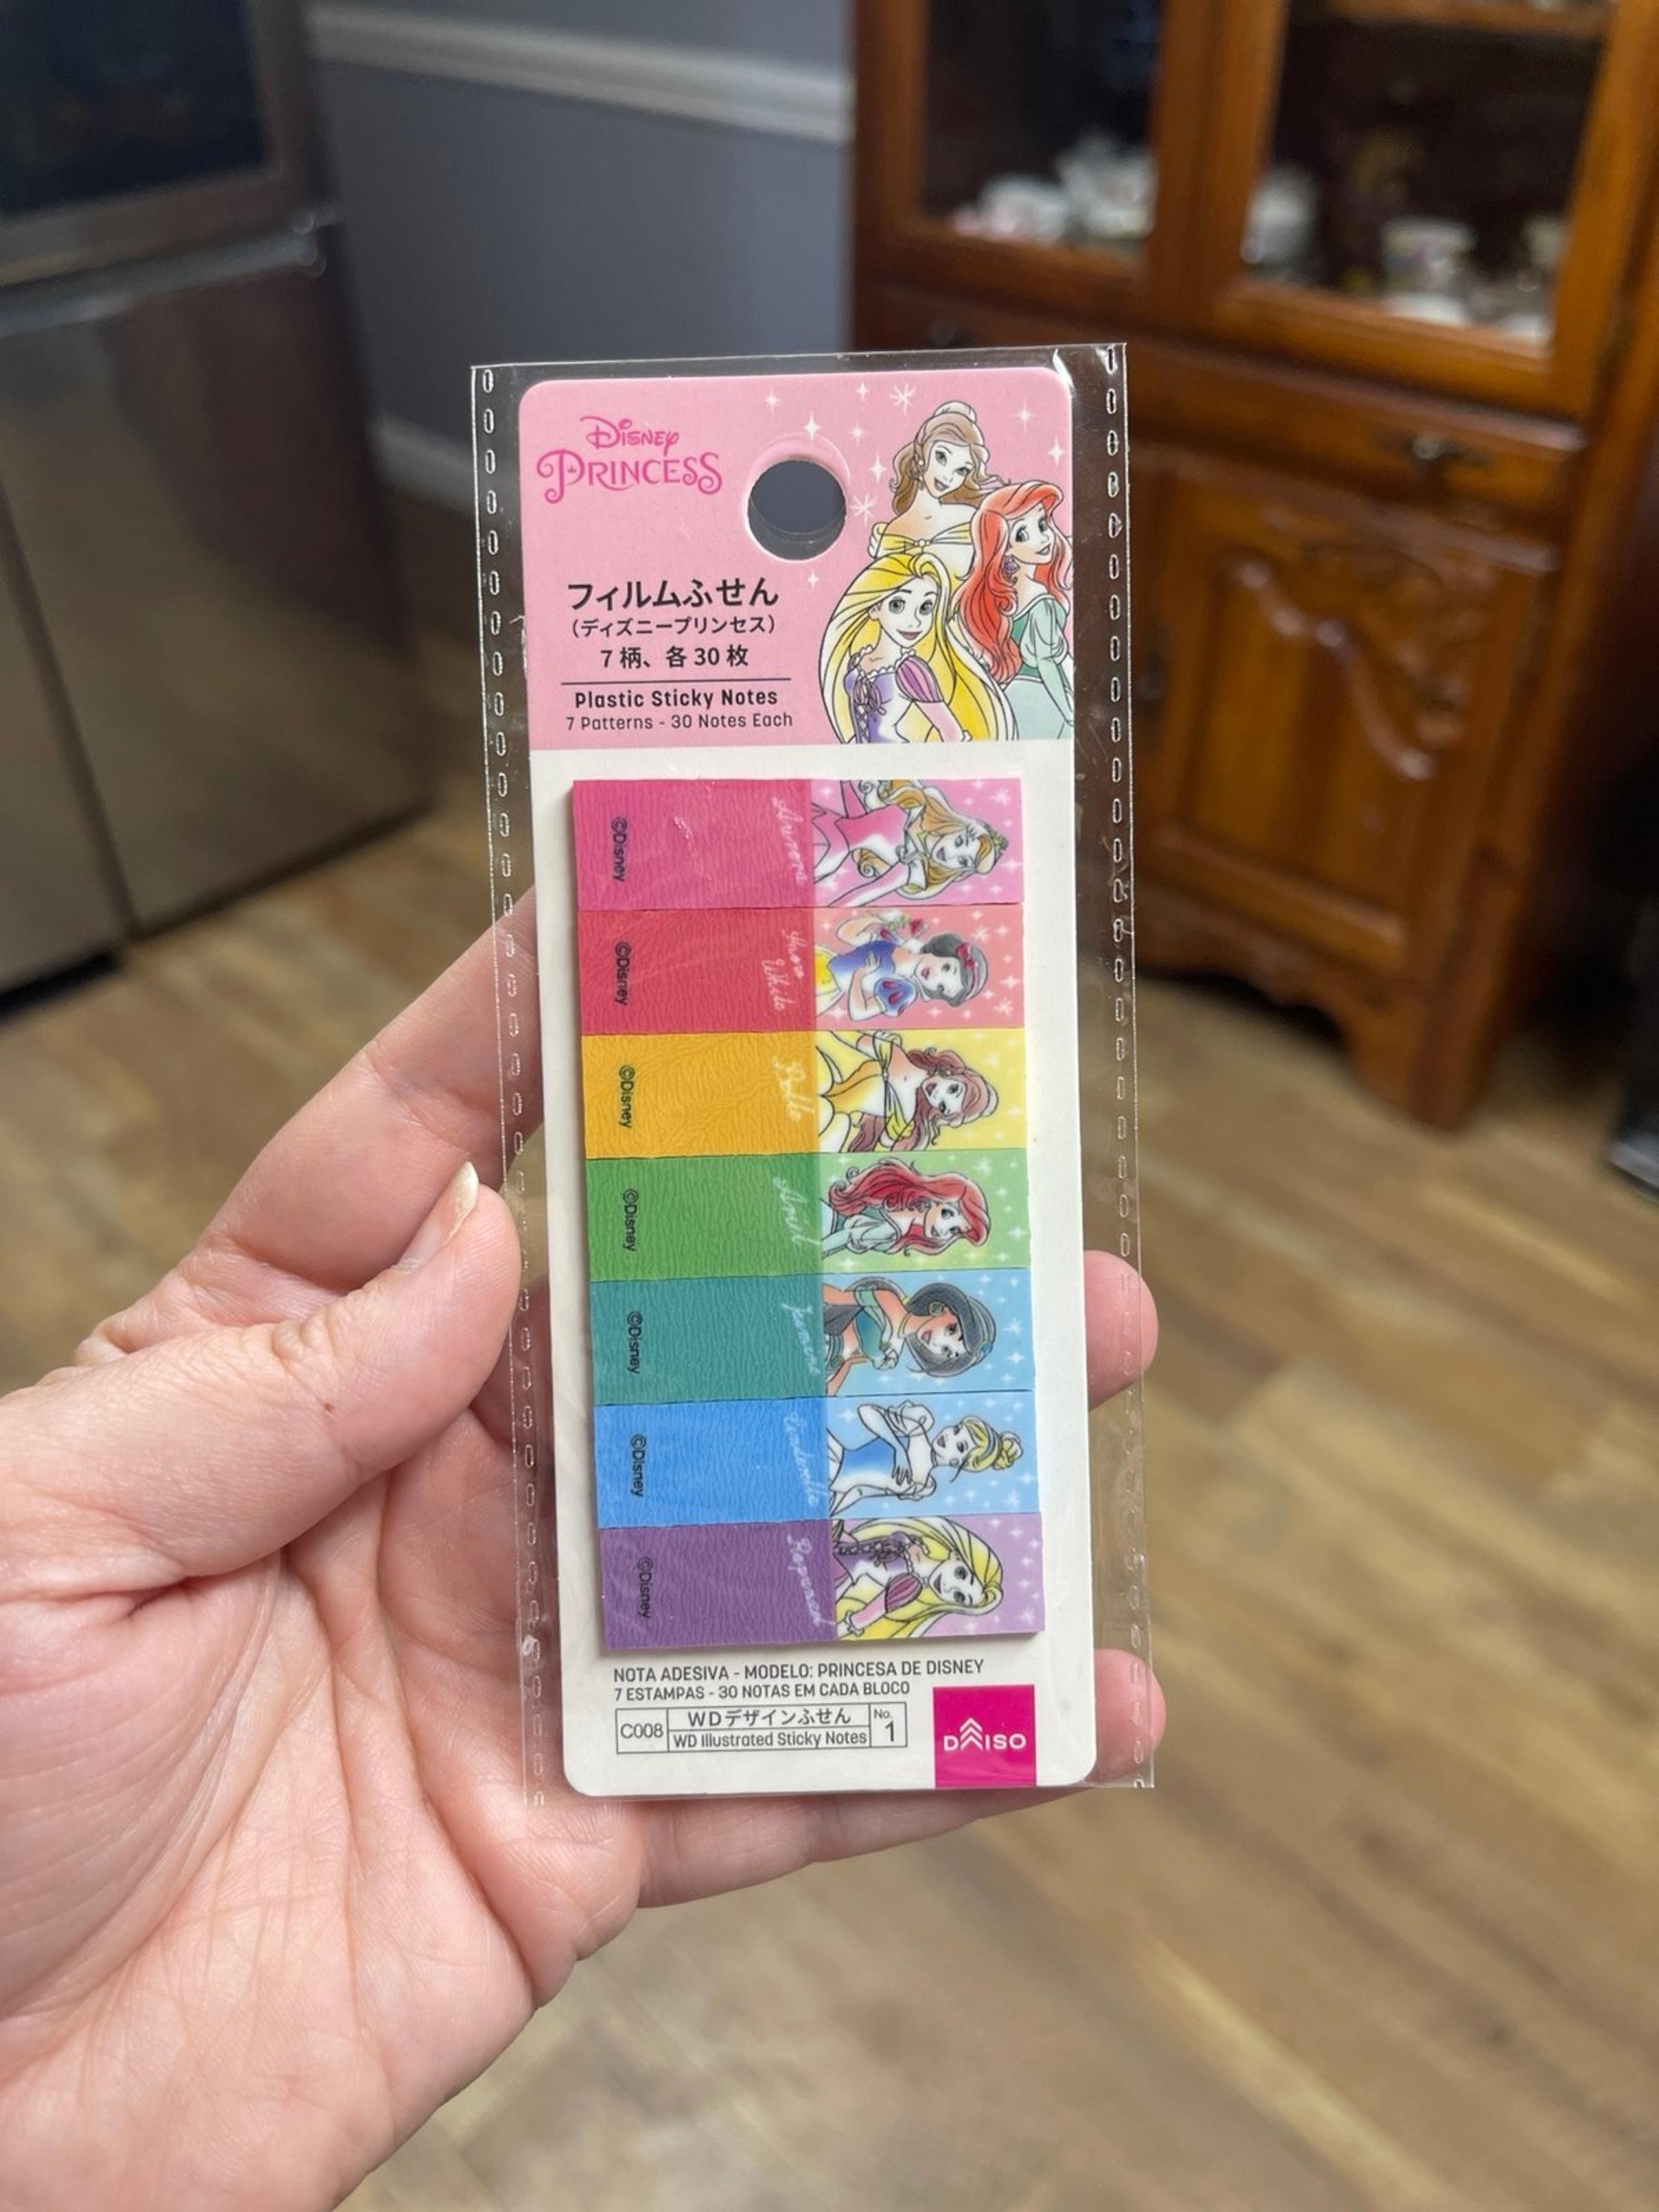 Disney
PRINCESS
フィルムふせん
（ディズニープリンセス）
7柄、各30枚
Plastic Sticky Notes
7 Patterns - 30 Notes Each
©Disney
Aurora
©Disney
Snow
White
©Disney
Belle
©Disney
Ariel
©Disney
Jasmine
©Disney
Cinderella
©Disney
Rapunzel
NOTA ADESIVA - MODELO: PRINCESA DE DISNEY
7 ESTAMPAS - 30 NOTAS EM CADA BLOCO
C008 WDデザインふせん No.
WD Illustrated Sticky Notes 1
DAISO